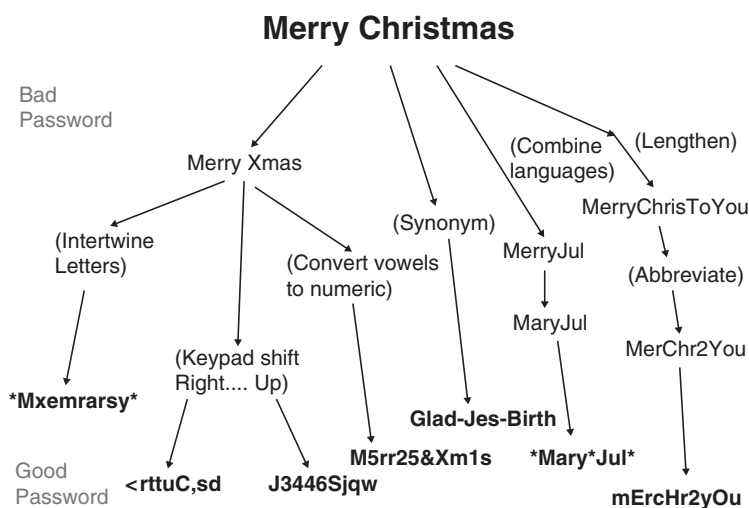 Merry Christmas
Bad
Password
Merry Xmas
(Combine
languages)
(Lengthen)
MerryChrisToYou
(Intertwine
Letters)
(Synonym)
(Convert vowels
to numeric)
MerryJul
(Abbreviate)
MaryJul
(Keypad shift
Right.... Up)
MerChr2You
*Mxemrarsy*
Glad-Jes-Birth
Good
Password
<rttuC,sd
J3446Sjqw
M5rr25&Xm1s
*Mary*Jul*
mErcHr2yOu